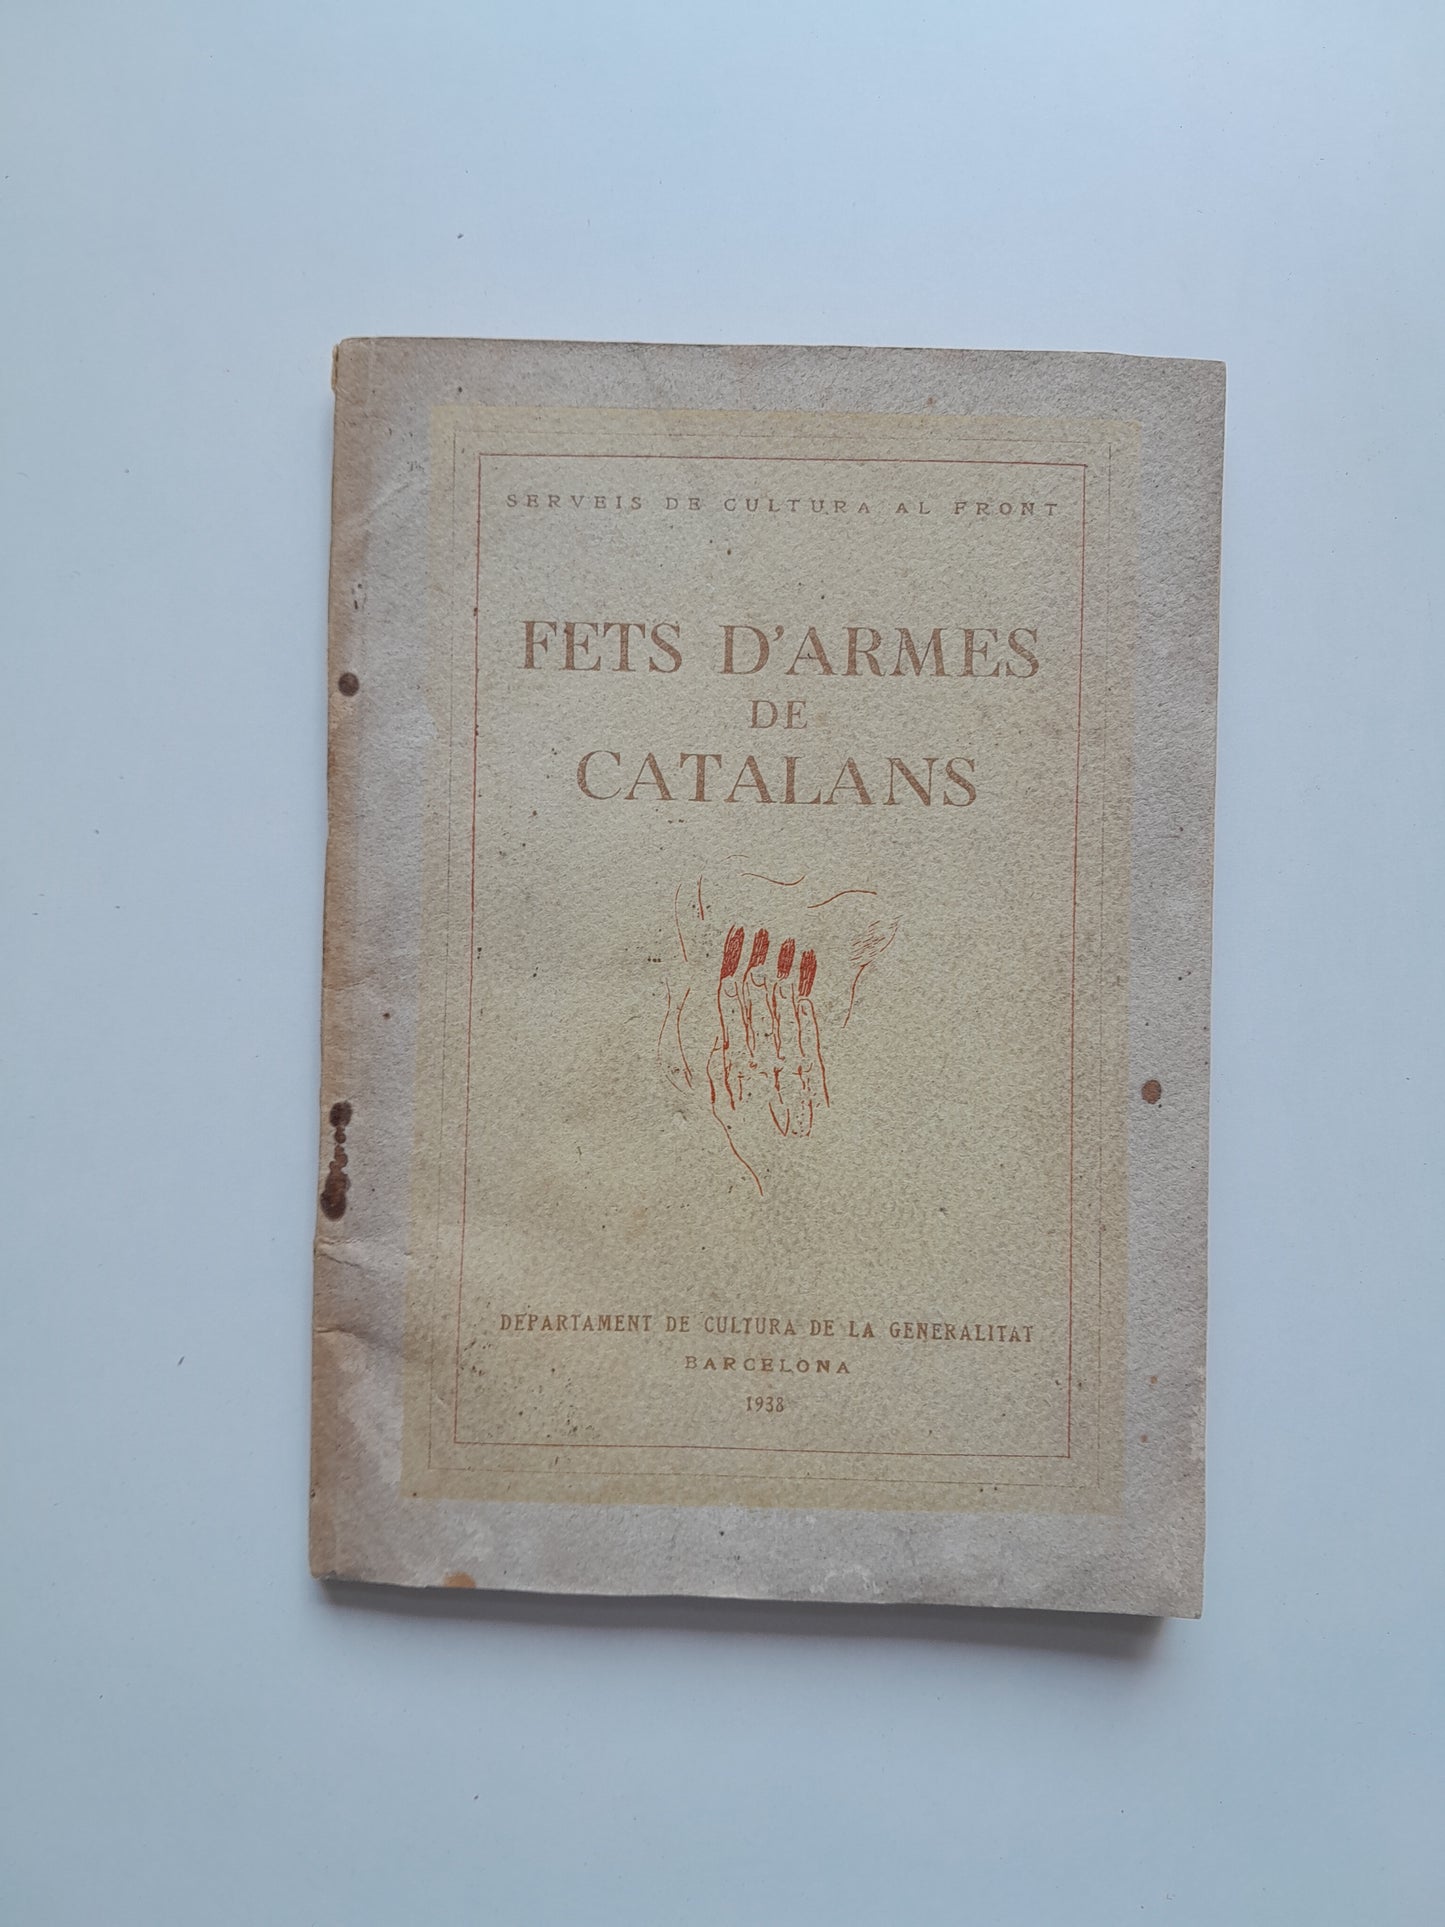 SERVEIS DE CULTURA AL FRONT
FETS D'ARMES
DE
CATALANS
DEPARTAMENT DE CULTURA DE LA GENERALITAT
BARCELONA
1938